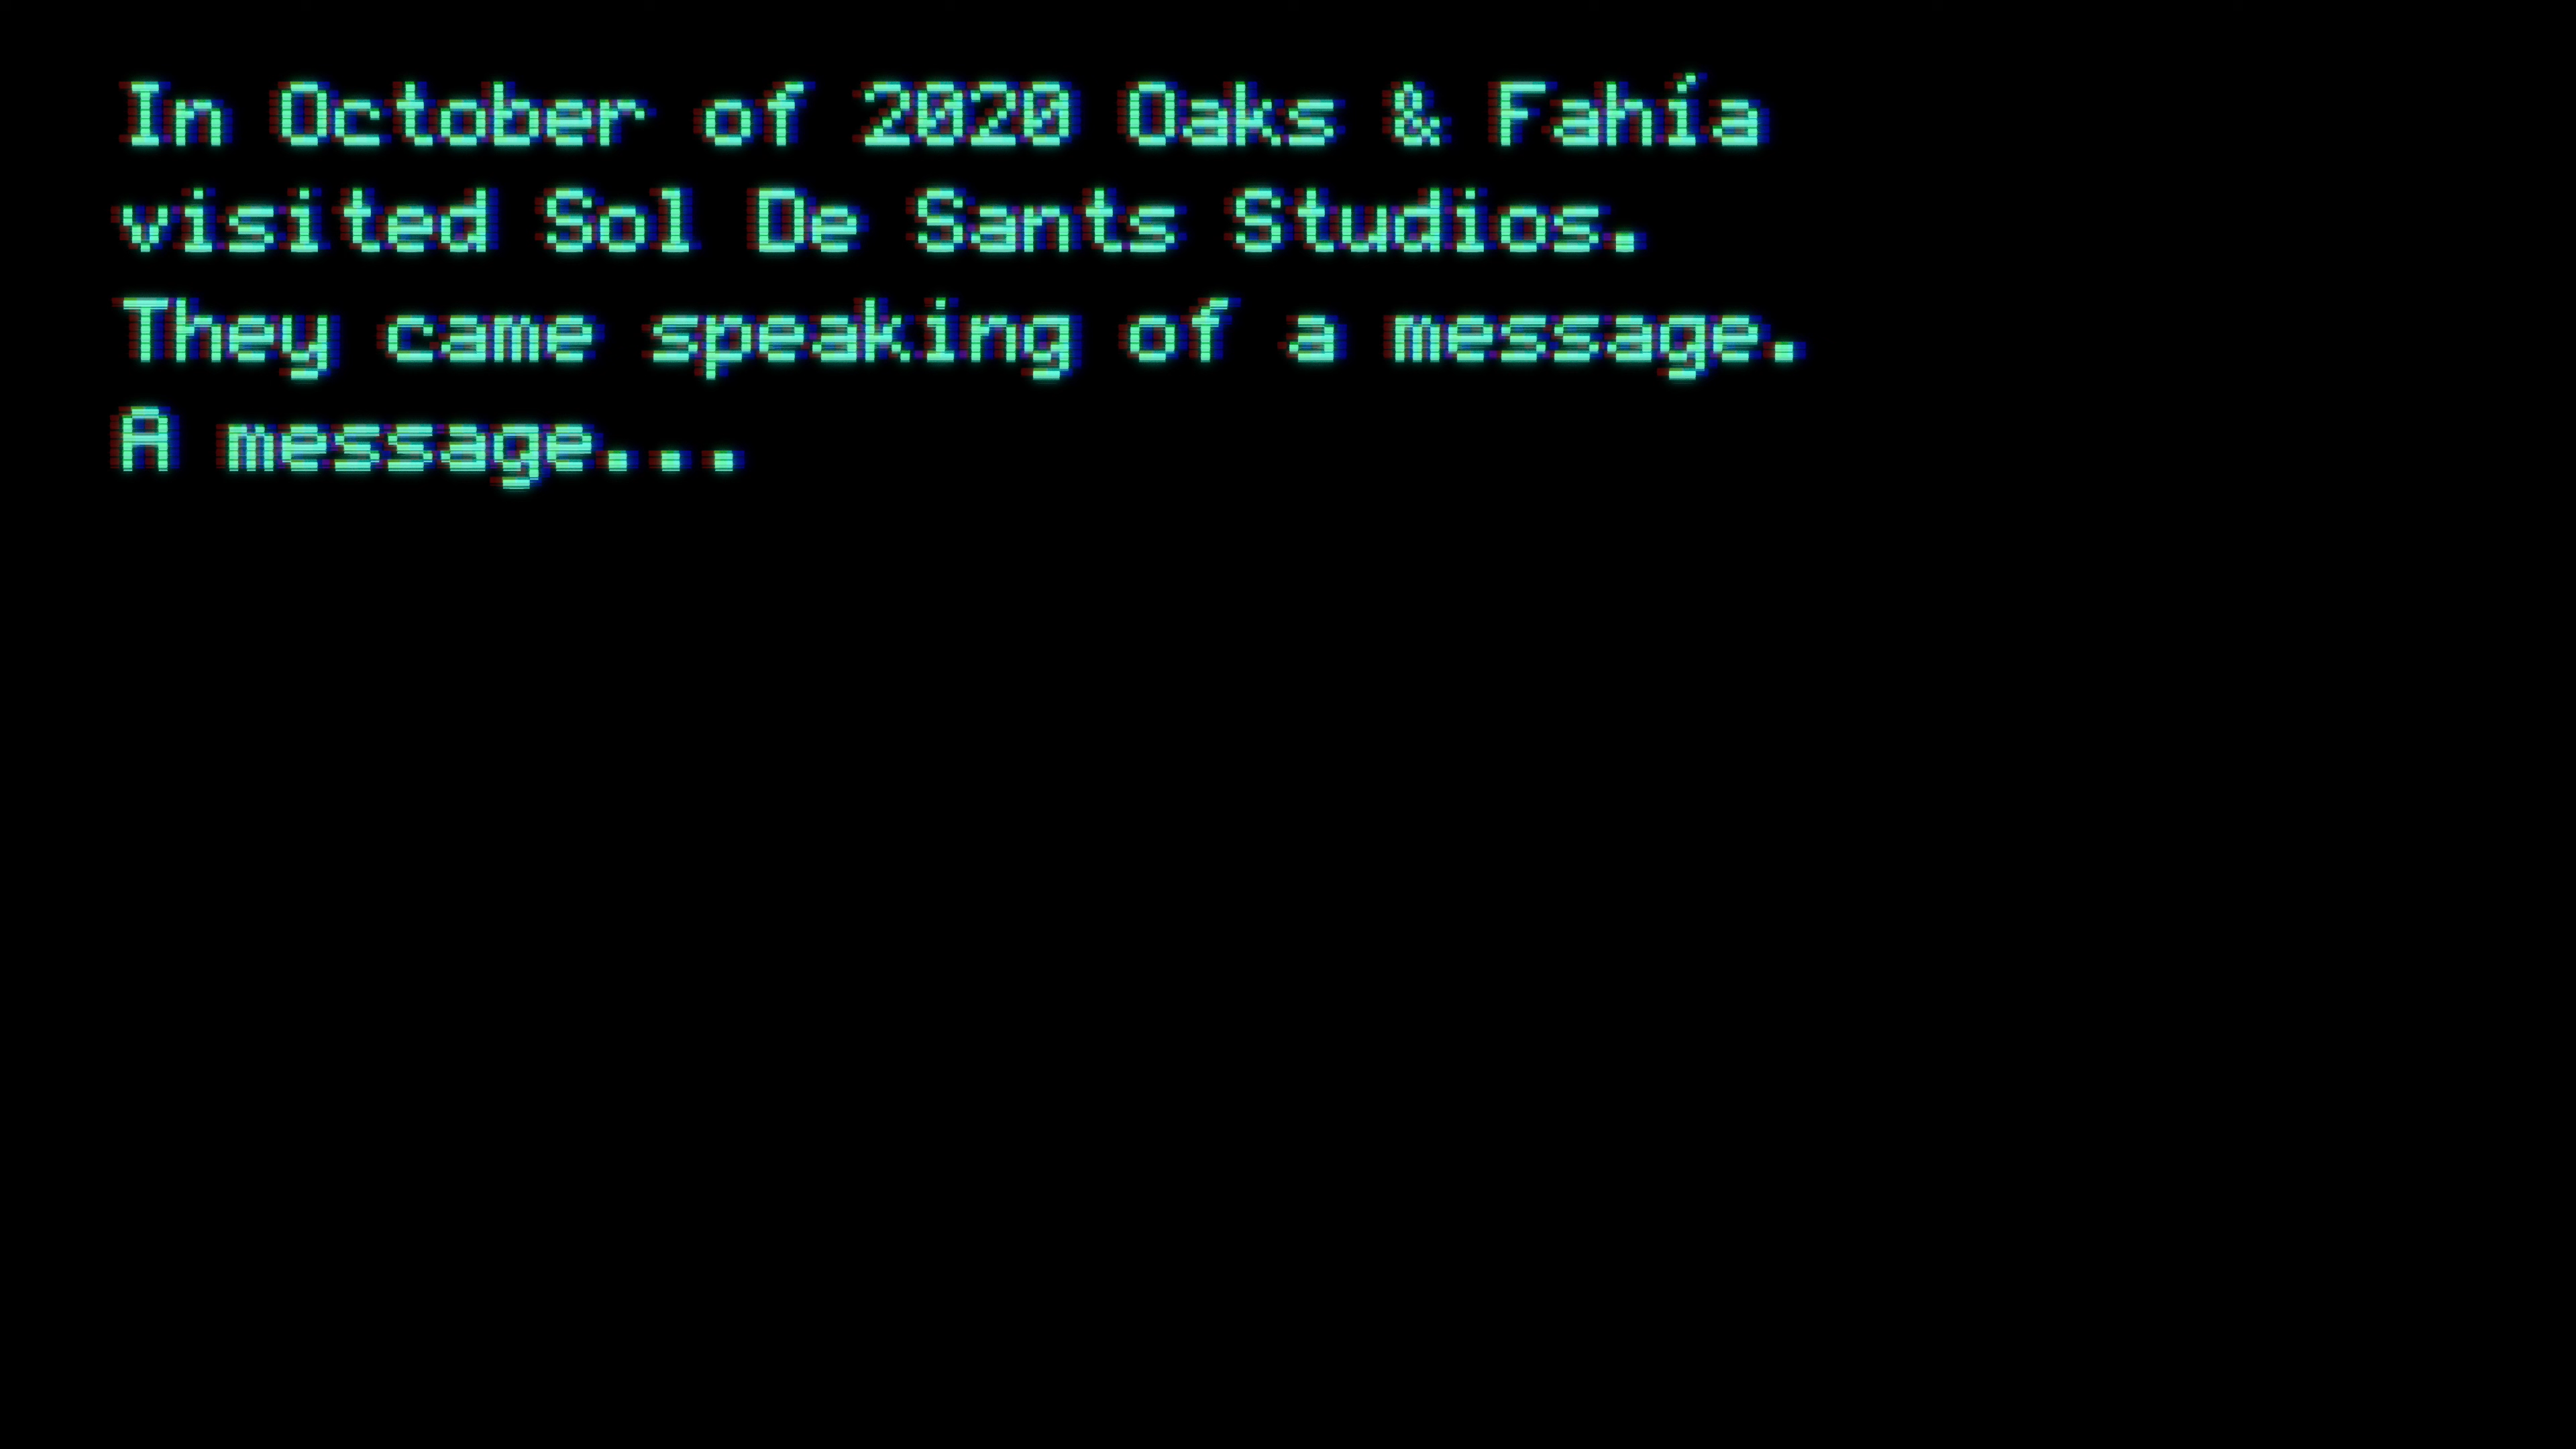 In October of 2020 Oaks & Fahía
visited Sol De Sants Studios.
They came speaking of a message.
A message...